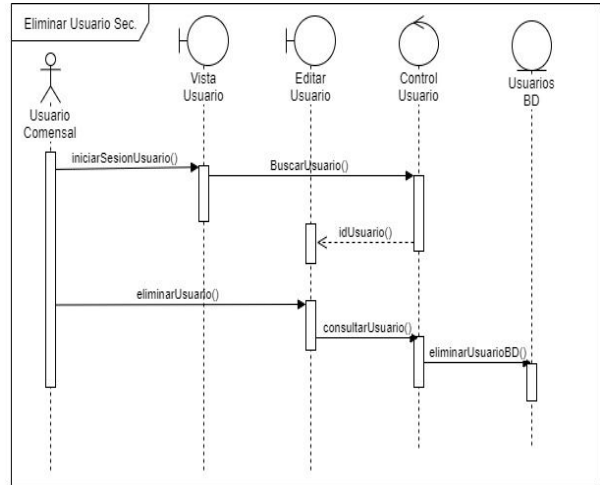 Eliminar Usuario Sec.
Usuario
Comensal
Vista
Usuario
Editar
Usuario
Control
Usuario
Usuarios
BD
iniciarSesionUsuario()
BuscarUsuario()
idUsuario()
eliminarUsuario()
consultarUsuario()
eliminarUsuarioBD()